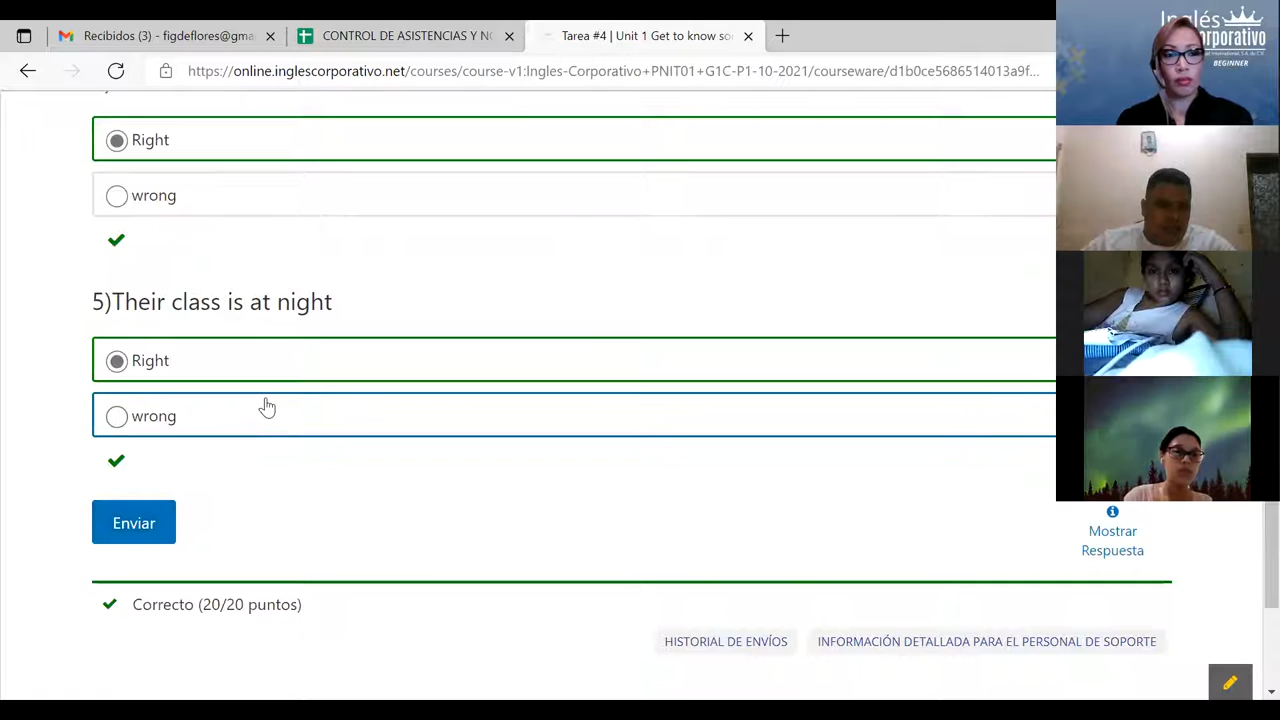 Recibidos (3) - figdeflores@gma
CONTROL DE ASISTENCIAS Y NO
Tarea #4 | Unit 1 Get to know so
https://online.inglescorporativo.net/courses/course-v1:Ingles-Corporativo+PNIT01+G1C-P1-10-2021/courseware/d1b0ce5686514013a9f...
Inglés
Corporativo
BEGINNER
Right
wrong
5)Their class is at night
Right
wrong
Enviar
Mostrar
Respuesta
Correcto (20/20 puntos)
HISTORIAL DE ENVÍOS
INFORMACIÓN DETALLADA PARA EL PERSONAL DE SOPORTE